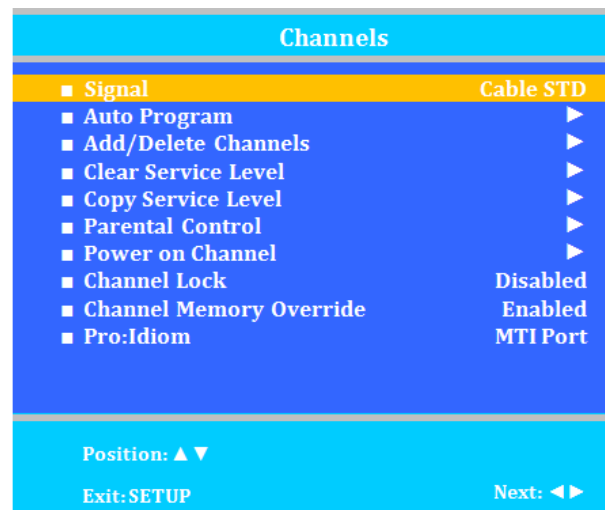 Channels
■ Signal Cable STD
■ Auto Program ▶
■ Add/Delete Channels ▶
■ Clear Service Level ▶
■ Copy Service Level ▶
■ Parental Control ▶
■ Power on Channel ▶
■ Channel Lock Disabled
■ Channel Memory Override Enabled
■ Pro:Idiom MTI Port
Position: ▲ ▼
Exit: SETUP Next: ◀ ▶